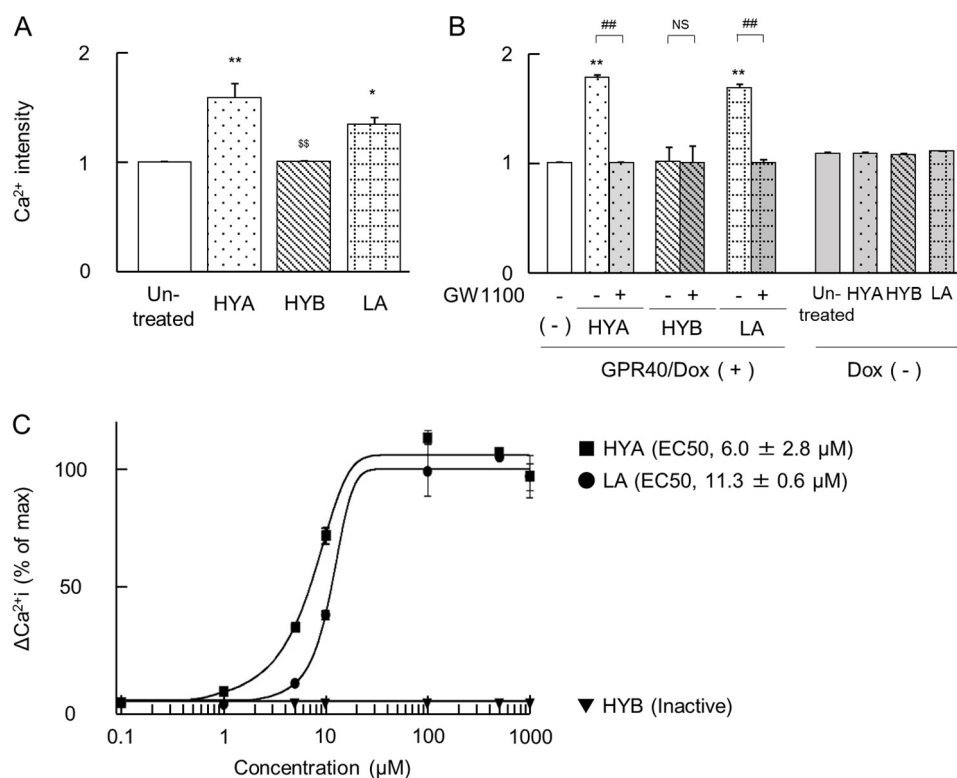 A
Ca²⁺ intensity
2
1
0
**
$$
*
Un-
treated
HYA
HYB
LA
B
2
1
0
##
NS
##
**
**
GW1100 - - + - + - +
(-) HYA HYB LA
GPR40/Dox (+)
Un-
treated
HYA HYB LA
Dox (-)
C
ΔCa²⁺i (% of max)
100
50
0
0.1 1 10 100 1000
Concentration (μM)
HYA (EC50, 6.0 ± 2.8 μM)
LA (EC50, 11.3 ± 0.6 μM)
HYB (Inactive)